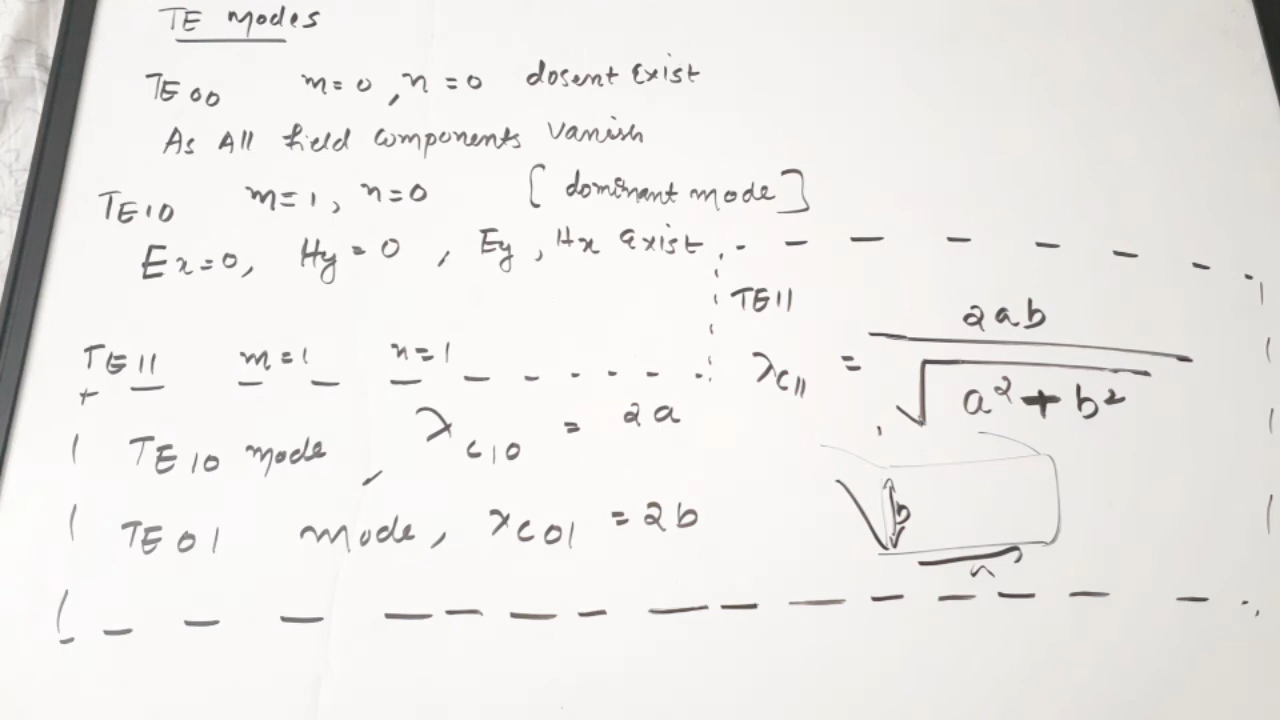 TE modes
TE00 m=0, n=0 dosent Exist
As All field components vanish
TE10 m=1, n=0 [dominant mode]
Ex=0, Hy=0, Ey, Hx exist
TE11 m=1 n=1
TE10 mode, λc10 = 2a
TE01 mode, λc01 = 2b
TE11
λc11 = 2ab / √(a²+b²)
b
a